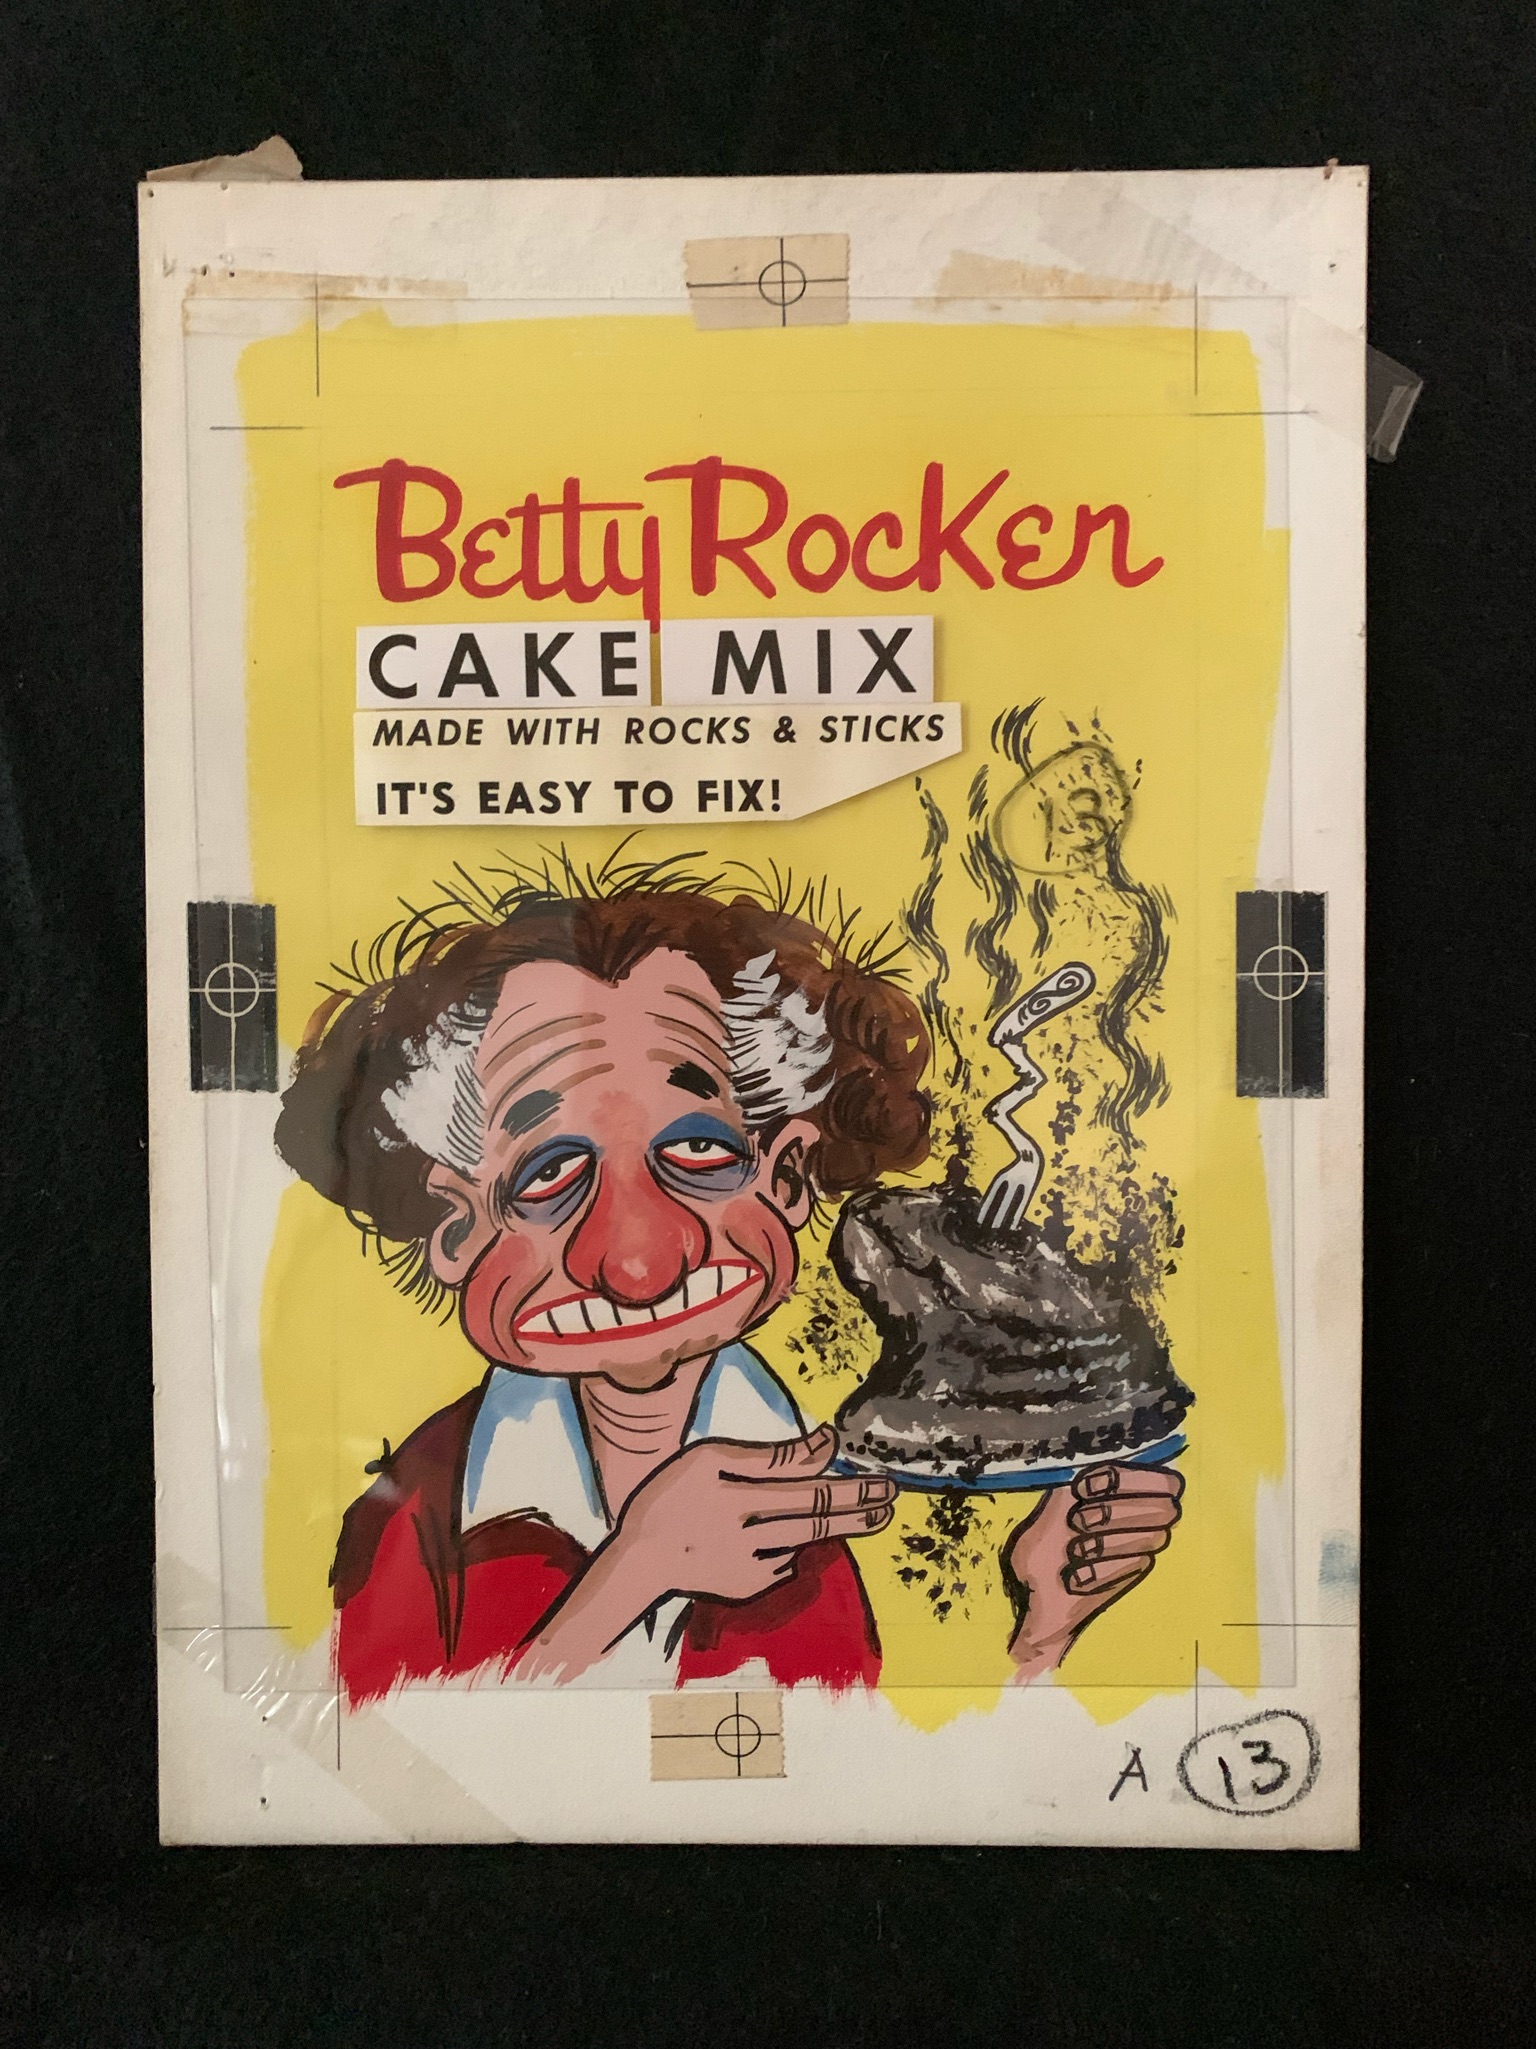 Betty Rocker
CAKE MIX
MADE WITH ROCKS & STICKS
IT'S EASY TO FIX!
13
A 13